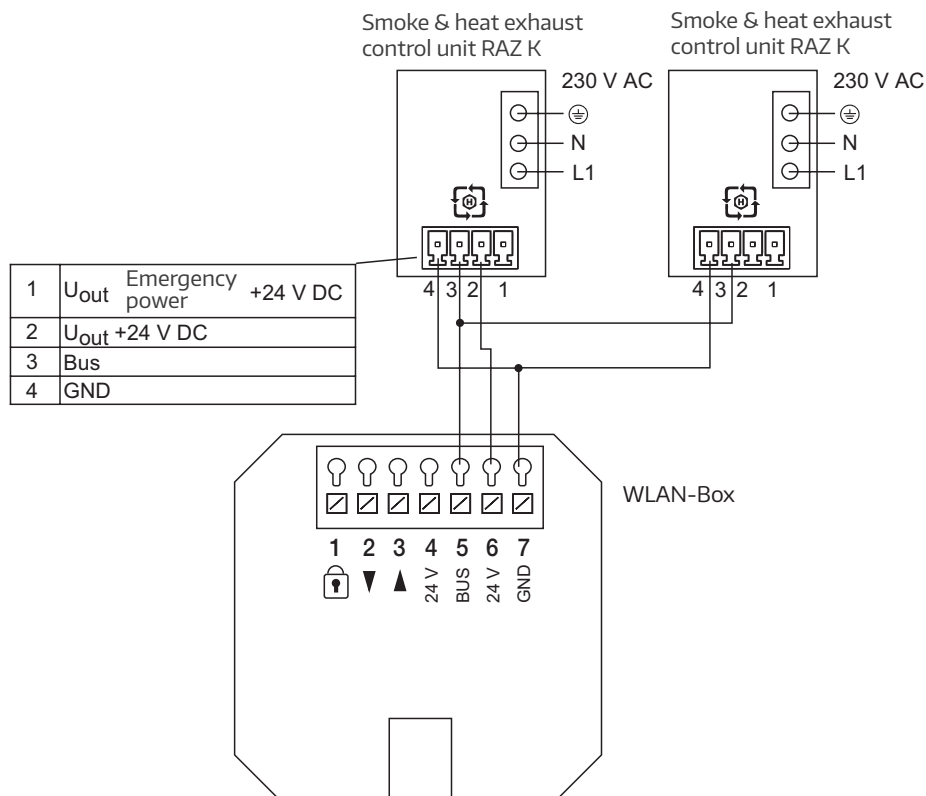 Smoke & heat exhaust
control unit RAZ K
Smoke & heat exhaust
control unit RAZ K
230 V AC
N
L1
230 V AC
N
L1
H
H
4 3 2 1
4 3 2 1
1 Uout Emergency power +24 V DC
2 Uout +24 V DC
3 Bus
4 GND
WLAN-Box
1 2 3 4 5 6 7
24 V BUS 24 V GND